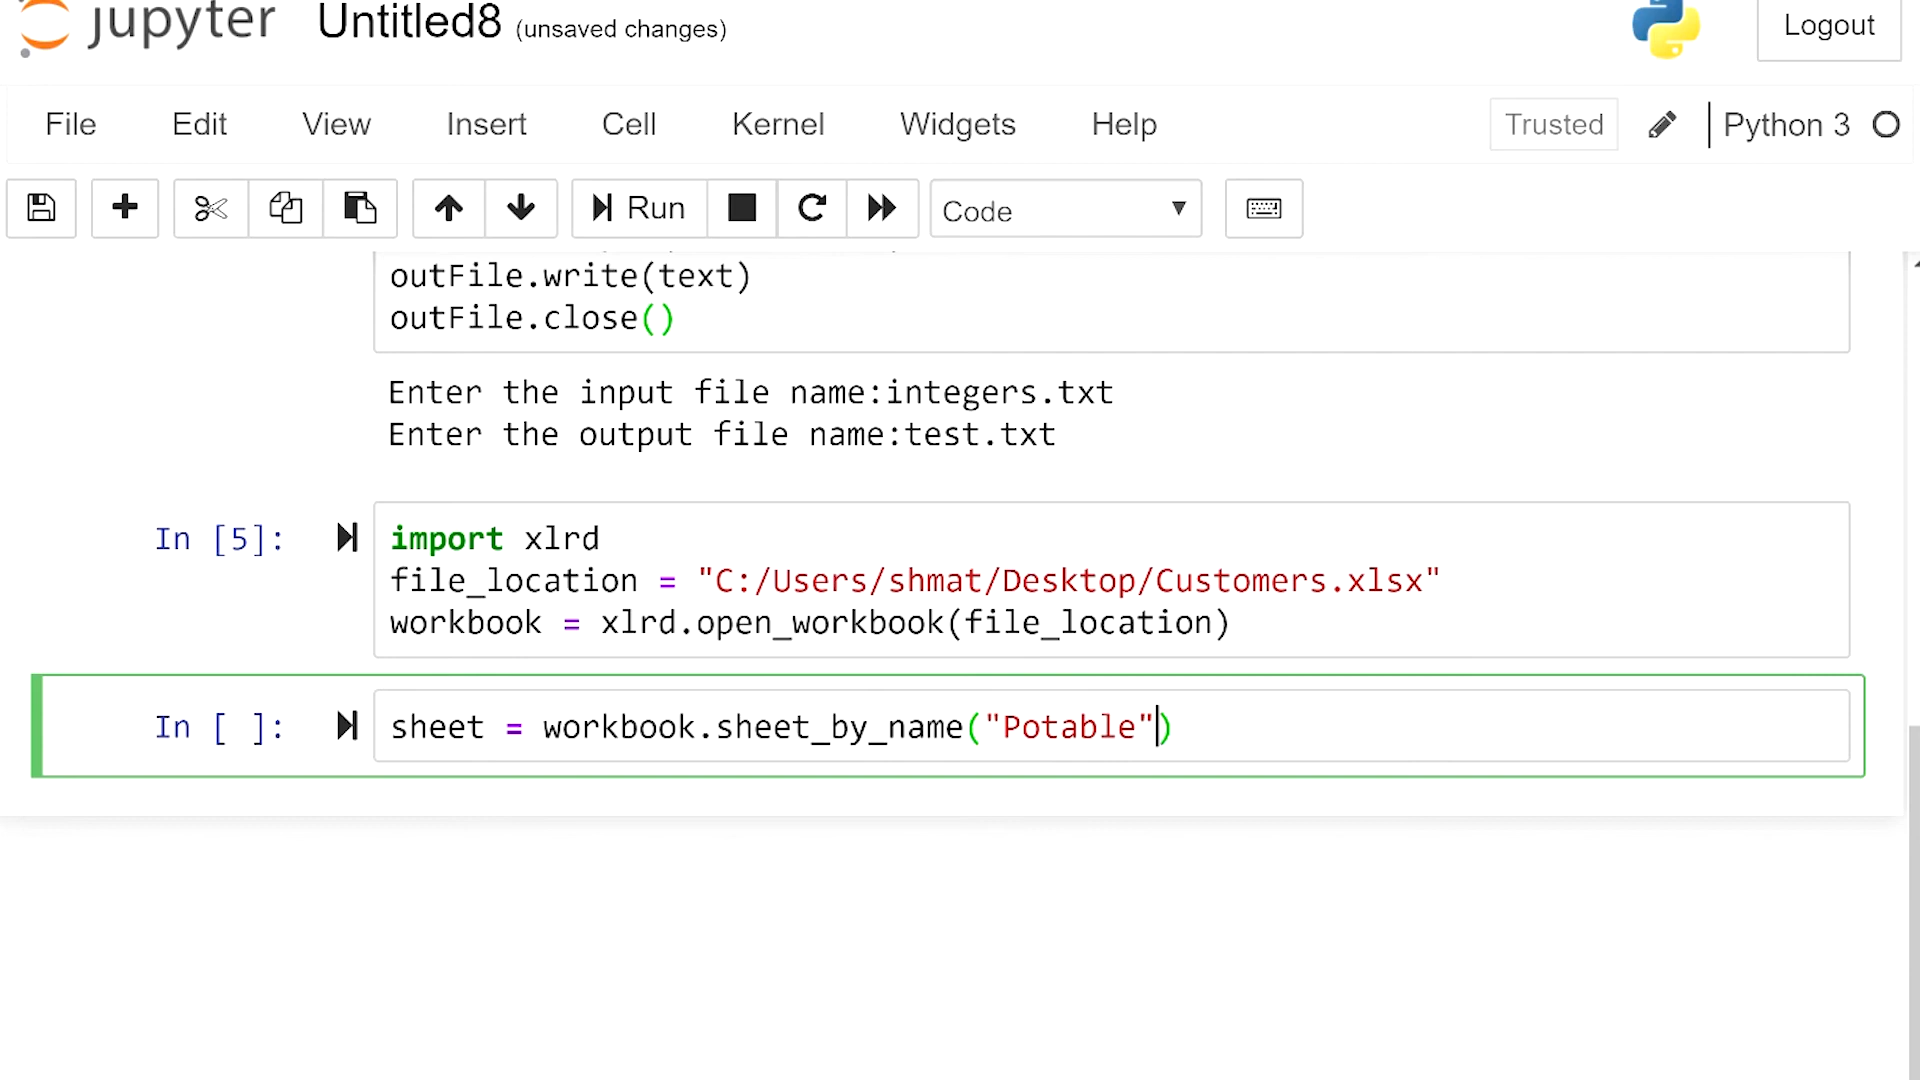 jupyter Untitled8 (unsaved changes) Logout
File Edit View Insert Cell Kernel Widgets Help Trusted Python 3
Run Code
outFile.write(text)
outFile.close()
Enter the input file name:integers.txt
Enter the output file name:test.txt
In [5]: import xlrd
file_location = "C:/Users/shmat/Desktop/Customers.xlsx"
workbook = xlrd.open_workbook(file_location)
In [ ]: sheet = workbook.sheet_by_name("Potable")